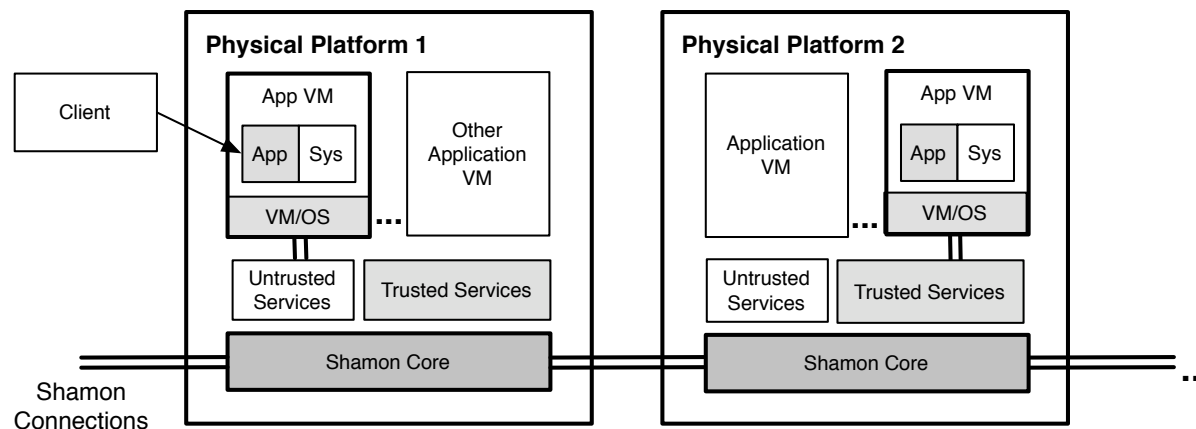 Physical Platform 1
Physical Platform 2
Client
App VM
App
Sys
VM/OS
...
Other
Application
VM
Untrusted
Services
Trusted Services
Shamon Core
Application
VM
...
App VM
App
Sys
VM/OS
Untrusted
Services
Trusted Services
Shamon Core
Shamon
Connections
..